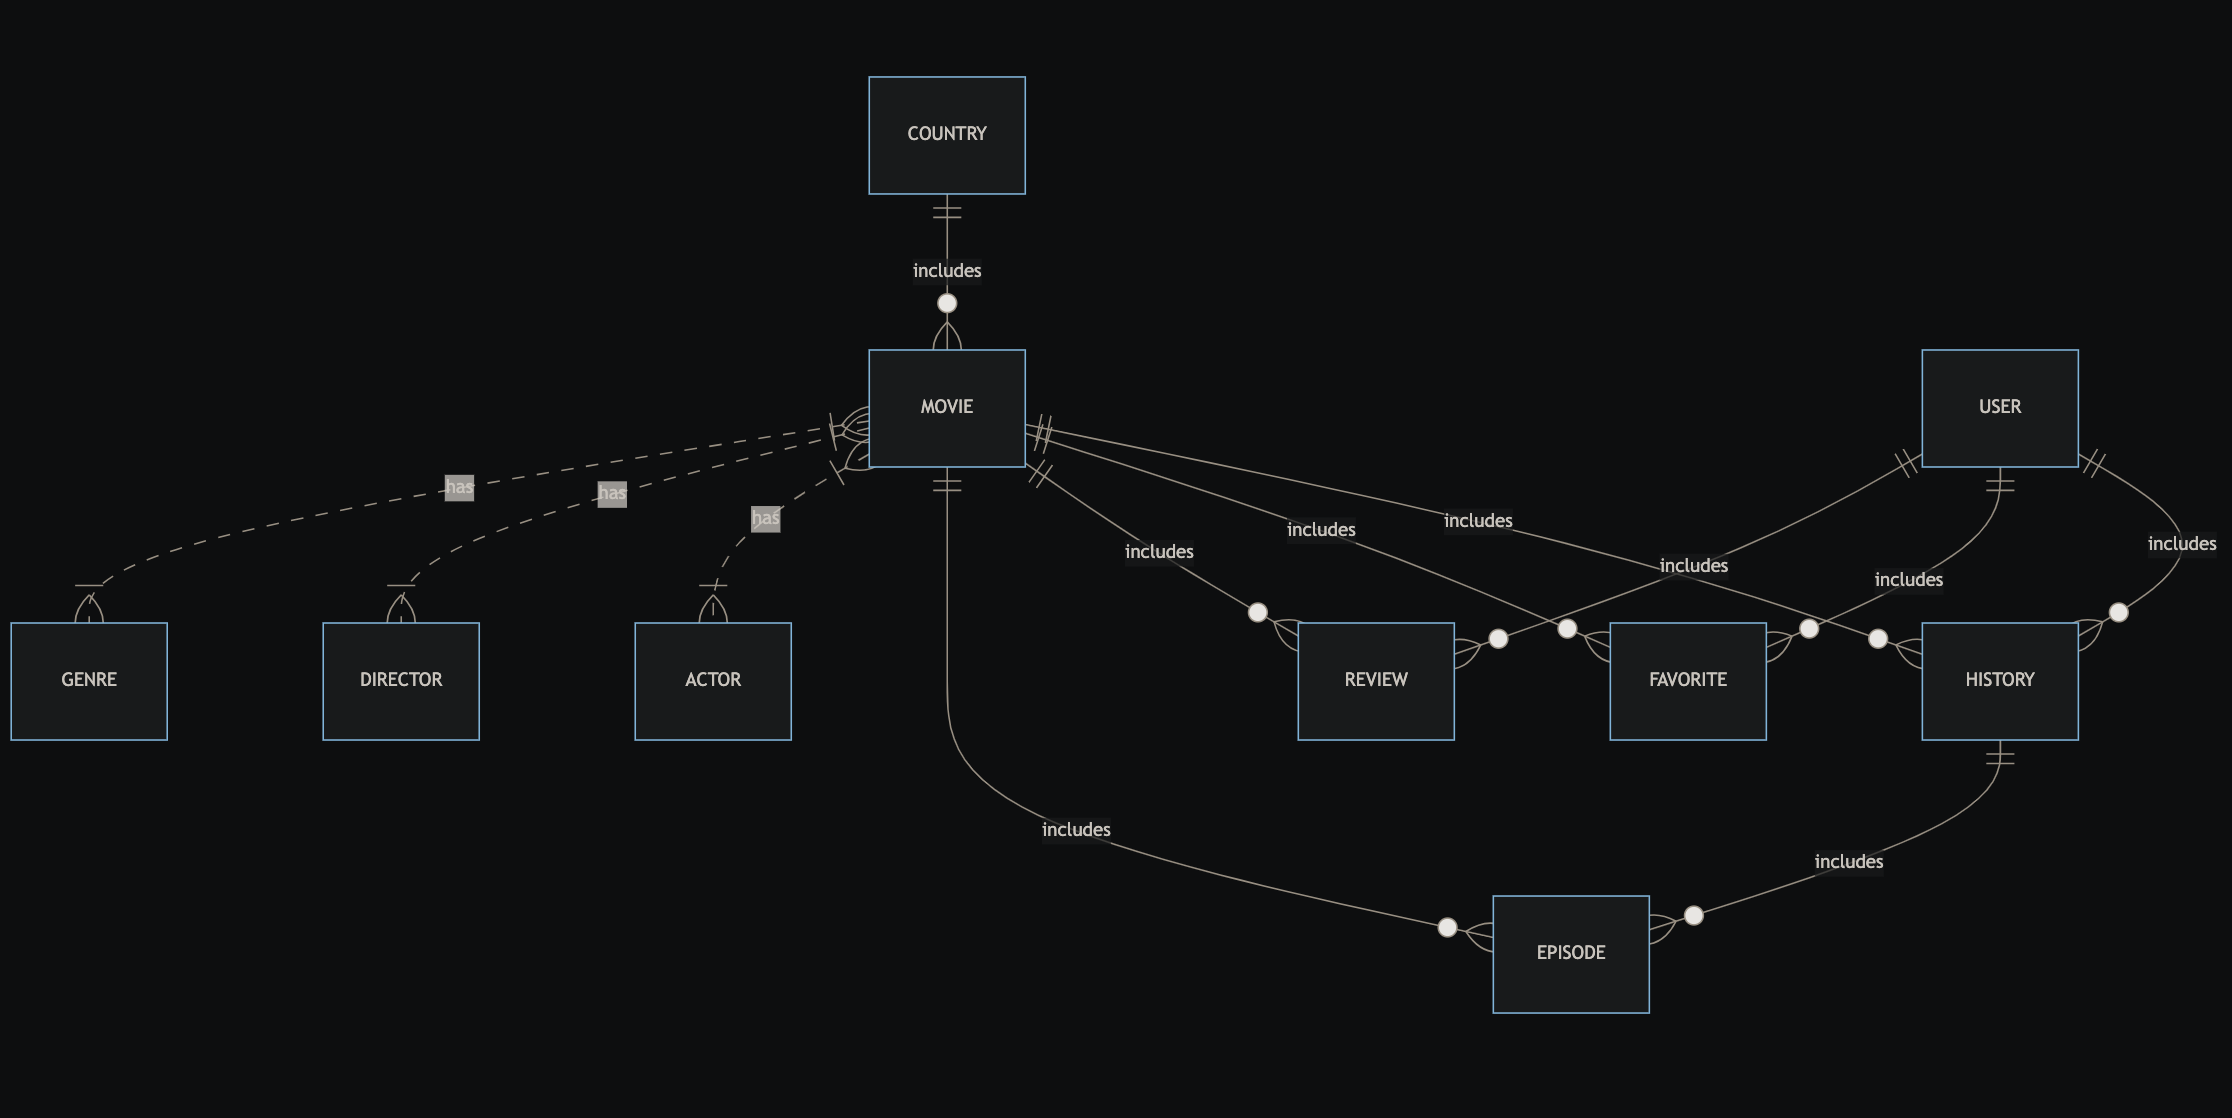 COUNTRY
includes
MOVIE
USER
has
has
has
includes
includes
includes
includes
includes
includes
GENRE
DIRECTOR
ACTOR
REVIEW
FAVORITE
HISTORY
includes
includes
EPISODE